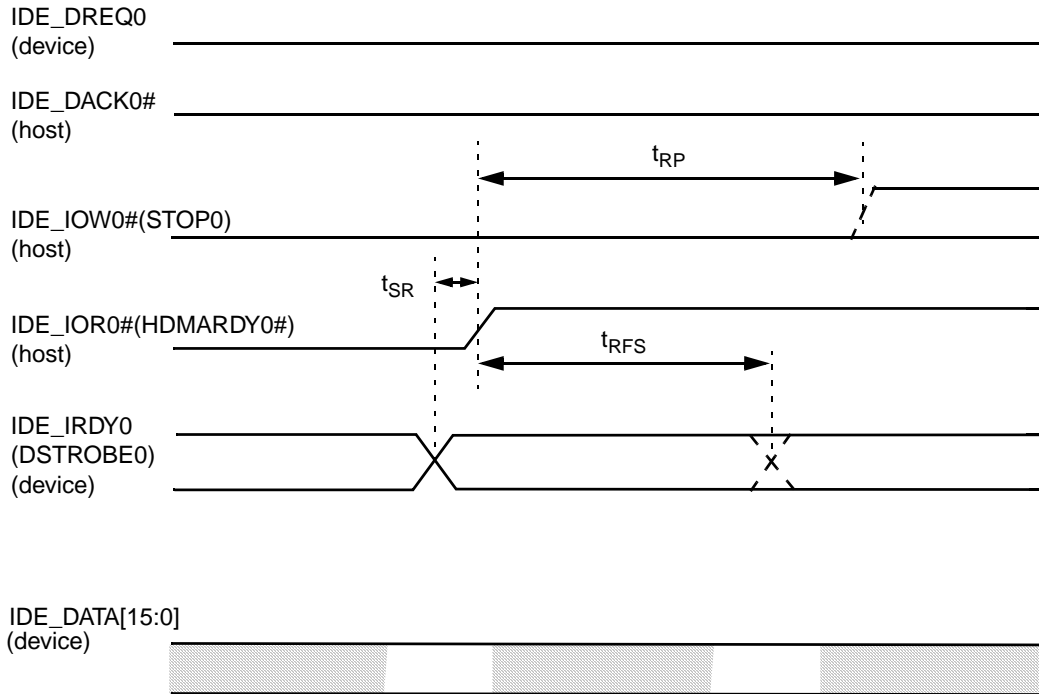 IDE_DREQ0
(device)
IDE_DACK0#
(host)
tRP
IDE_IOW0#(STOP0)
(host)
tSR
IDE_IOR0#(HDMARDY0#)
(host)
tRFS
IDE_IRDY0
(DSTROBE0)
(device)
IDE_DATA[15:0]
(device)